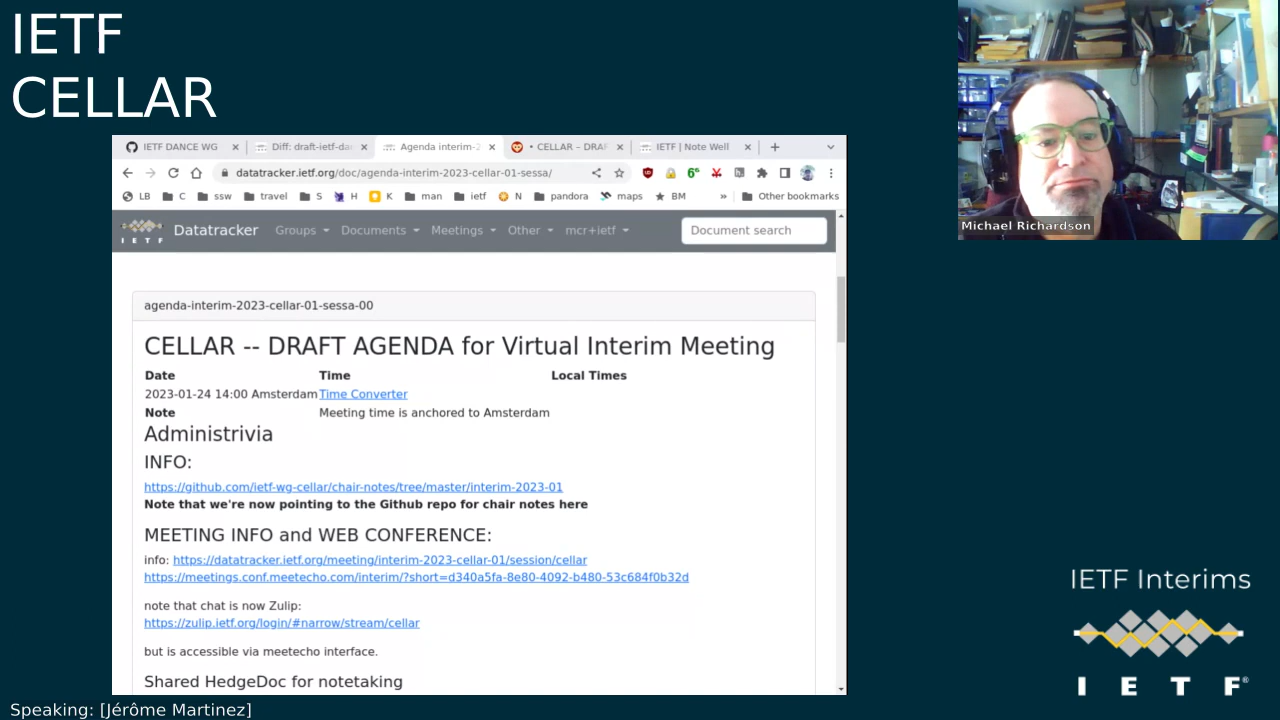 IETF
CELLAR
IETF DANCE WG
Diff: draft-ietf-da
Agenda interim-2
• CELLAR – DRAF
IETF | Note Well
datatracker.ietf.org/doc/agenda-interim-2023-cellar-01-sessa/
LB C ssw travel S H K man ietf N pandora maps BM » Other bookmarks
IETF Datatracker Groups Documents Meetings Other mcr+ietf Document search
agenda-interim-2023-cellar-01-sessa-00
CELLAR -- DRAFT AGENDA for Virtual Interim Meeting
Date Time Local Times
2023-01-24 14:00 Amsterdam Time Converter
Note Meeting time is anchored to Amsterdam
Administrivia
INFO:
https://github.com/ietf-wg-cellar/chair-notes/tree/master/interim-2023-01
Note that we're now pointing to the Github repo for chair notes here
MEETING INFO and WEB CONFERENCE:
info: https://datatracker.ietf.org/meeting/interim-2023-cellar-01/session/cellar
https://meetings.conf.meetecho.com/interim/?short=d340a5fa-8e80-4092-b480-53c684f0b32d
note that chat is now Zulip:
https://zulip.ietf.org/login/#narrow/stream/cellar
but is accessible via meetecho interface.
Shared HedgeDoc for notetaking
Michael Richardson
IETF Interims
I E T F®
Speaking: [Jérôme Martinez]